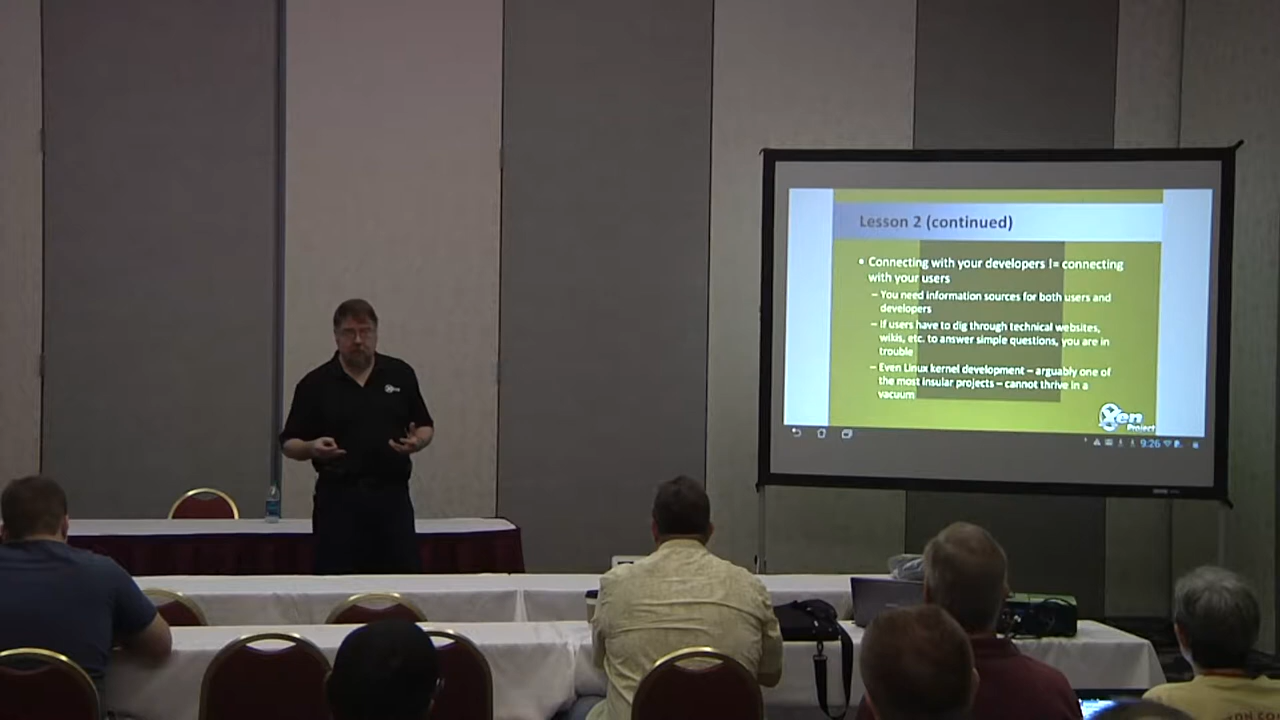 Lesson 2 (continued)
• Connecting with your developers != connecting
with your users
– You need information sources for both users and
developers
– If users have to dig through technical websites,
wikis, etc. to answer simple questions, you are in
trouble
– Even Linux kernel development – arguably one of
the most insular projects – cannot thrive in a
vacuum
Xen
Project
9:26